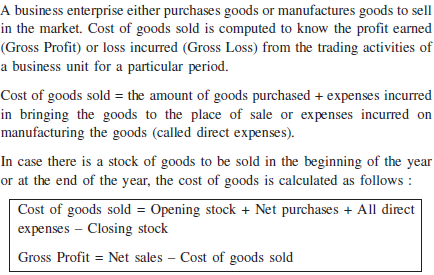 A business enterprise either purchases goods or manufactures goods to sell
in the market. Cost of goods sold is computed to know the profit earned
(Gross Profit) or loss incurred (Gross Loss) from the trading activities of
a business unit for a particular period.
Cost of goods sold = the amount of goods purchased + expenses incurred
in bringing the goods to the place of sale or expenses incurred on
manufacturing the goods (called direct expenses).
In case there is a stock of goods to be sold in the beginning of the year
or at the end of the year, the cost of goods is calculated as follows :
Cost of goods sold = Opening stock + Net purchases + All direct
expenses – Closing stock
Gross Profit = Net sales – Cost of goods sold